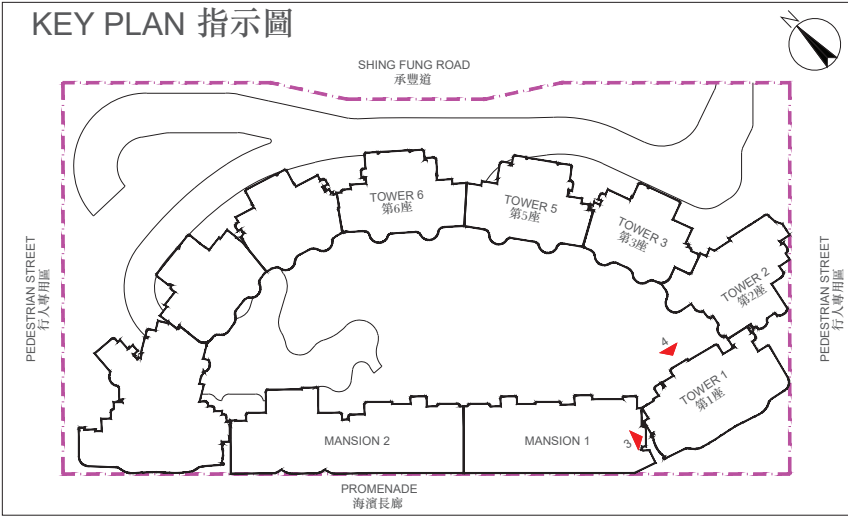 KEY PLAN 指示圖
N
SHING FUNG ROAD
承豐道
TOWER 6
第6座
TOWER 5
第5座
TOWER 3
第3座
TOWER 2
第2座
PEDESTRIAN STREET
行人專用區
PEDESTRIAN STREET
行人專用區
4
TOWER 1
第1座
3
MANSION 2
MANSION 1
PROMENADE
海濱長廊